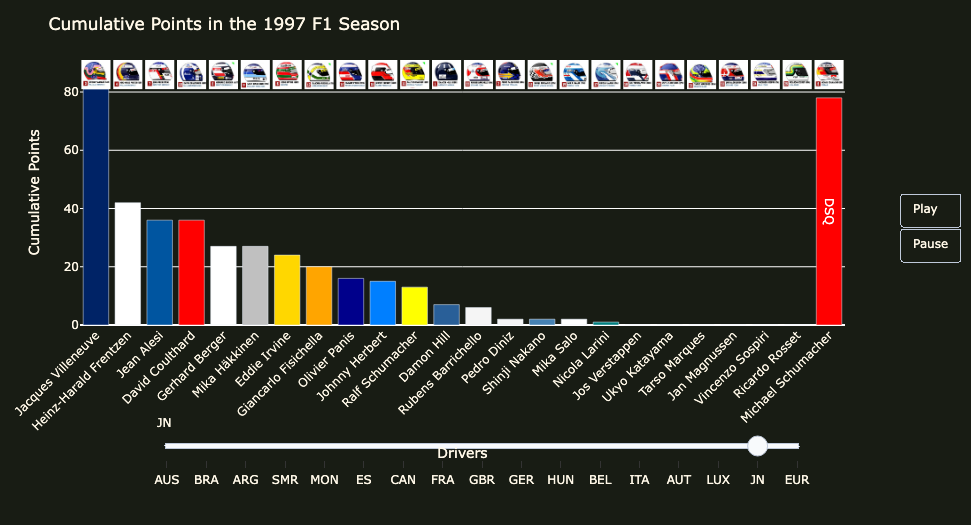 Cumulative Points in the 1997 F1 Season
Cumulative Points
80
60
40
20
0
DSQ
Play
Pause
Jacques Villeneuve
Heinz-Harald Frentzen
Jean Alesi
David Coulthard
Gerhard Berger
Mika Häkkinen
Eddie Irvine
Giancarlo Fisichella
Olivier Panis
Johnny Herbert
Ralf Schumacher
Damon Hill
Rubens Barrichello
Pedro Diniz
Shinji Nakano
Mika Salo
Nicola Larini
Jos Verstappen
Ukyo Katayama
Tarso Marques
Jan Magnussen
Vincenzo Sospiri
Ricardo Rosset
Michael Schumacher
JN
Drivers
AUS BRA ARG SMR MON ES CAN FRA GBR GER HUN BEL ITA AUT LUX JN EUR